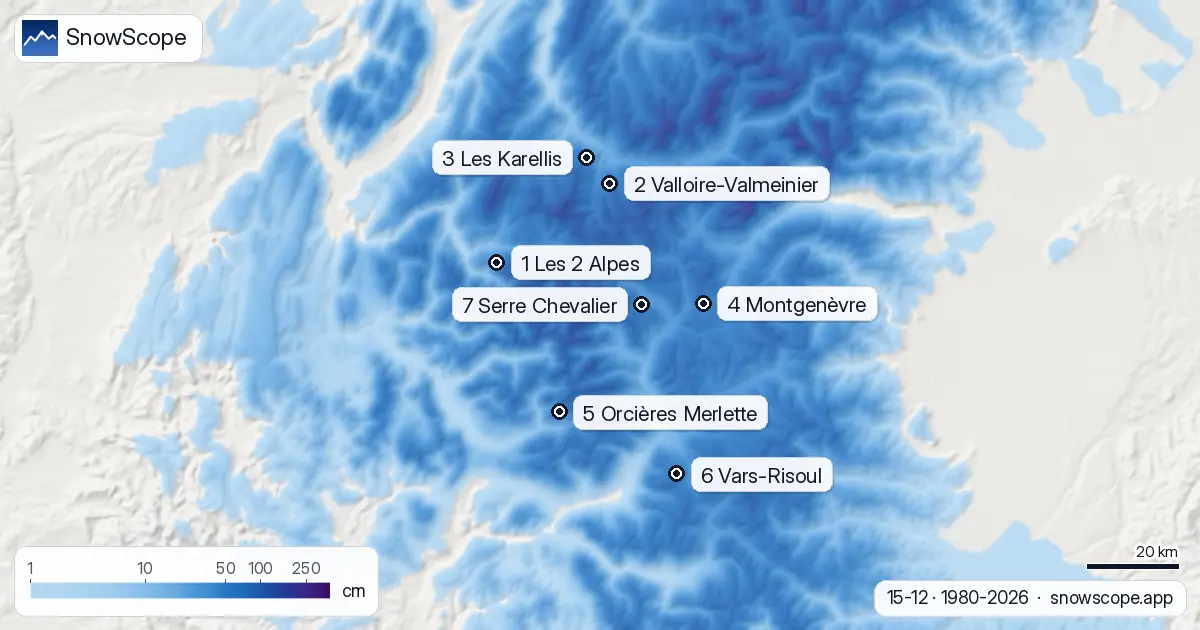 SnowScope
3 Les Karellis
2 Valloire-Valmeinier
1 Les 2 Alpes
7 Serre Chevalier
4 Montgenèvre
5 Orcières Merlette
6 Vars-Risoul
1 10 50 100 250
cm
20 km
15-12 · 1980-2026 · snowscope.app